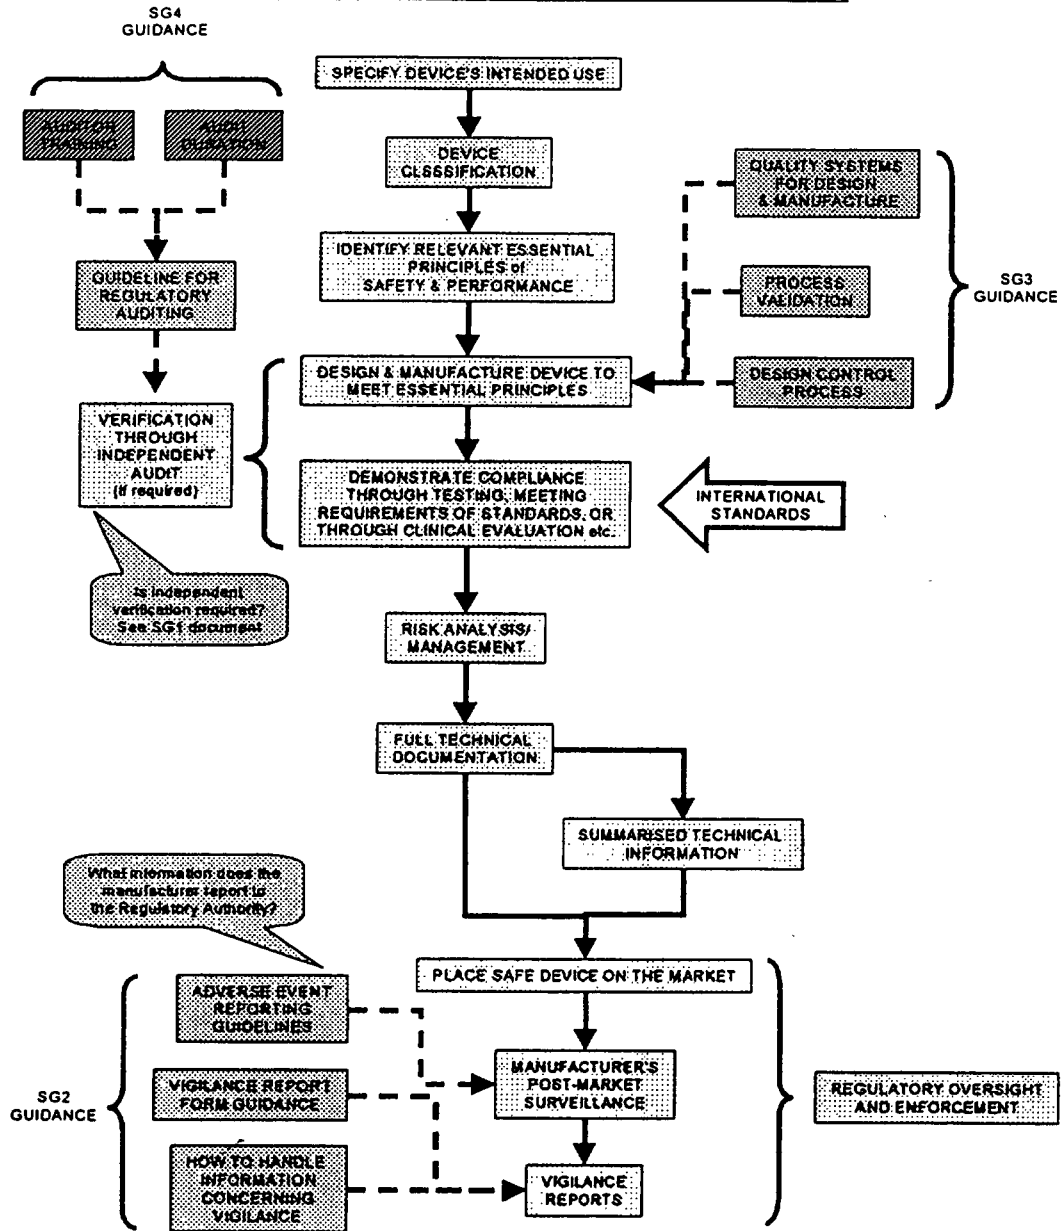 SG4
GUIDANCE
SPECIFY DEVICE'S INTENDED USE
AUDITOR
TRAINING
AUDIT
DURATION
DEVICE
CLSSSIFICATION
QUALITY SYSTEMS
FOR DESIGN
& MANUFACTURE
IDENTIFY RELEVANT ESSENTIAL
PRINCIPLES of
SAFETY & PERFORMANCE
GUIDELINE FOR
REGULATORY
AUDITING
PROCESS
VALIDATION
SG3
GUIDANCE
DESIGN & MANUFACTURE DEVICE TO
MEET ESSENTIAL PRINCIPLES
DESIGN CONTROL
PROCESS
VERIFICATION
THROUGH
INDEPENDENT
AUDIT
(if required)
DEMONSTRATE COMPLIANCE
THROUGH TESTING, MEETING
REQUIREMENTS OF STANDARDS, OR
THROUGH CLINICAL EVALUATION etc.
INTERNATIONAL
STANDARDS
Is independent
verification required?
See SG1 document
RISK ANALYSIS/
MANAGEMENT
FULL TECHNICAL
DOCUMENTATION
SUMMARISED TECHNICAL
INFORMATION
What information does the
manufacturer report to
the Regulatory Authority?
PLACE SAFE DEVICE ON THE MARKET
ADVERSE EVENT
REPORTING
GUIDELINES
MANUFACTURER'S
POST-MARKET
SURVEILLANCE
SG2
GUIDANCE
VIGILANCE REPORT
FORM GUIDANCE
REGULATORY OVERSIGHT
AND ENFORCEMENT
HOW TO HANDLE
INFORMATION
CONCERNING
VIGILANCE
VIGILANCE
REPORTS